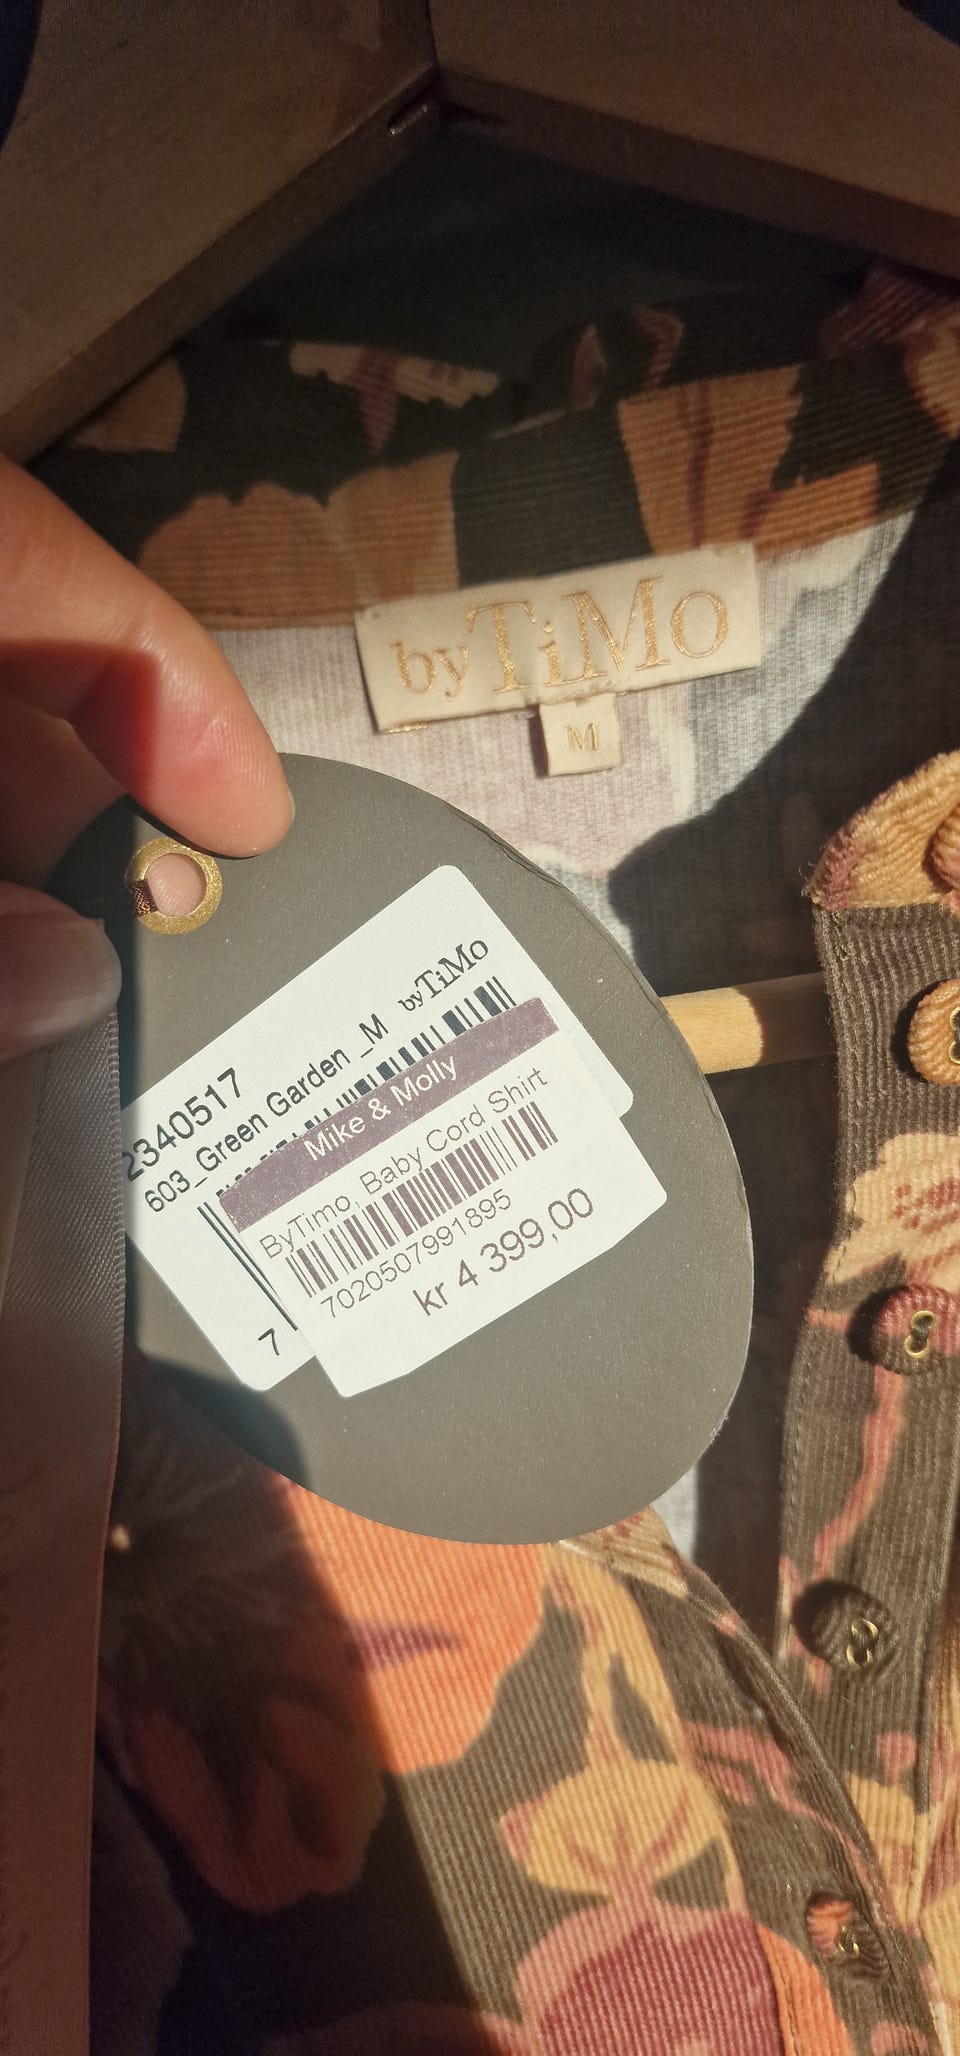 byTiMo
M
byTiMo
2340517
603_Green Garden _M
Mike & Molly
ByTimo, Baby Cord Shirt
7020507991895
kr 4 399,00
7